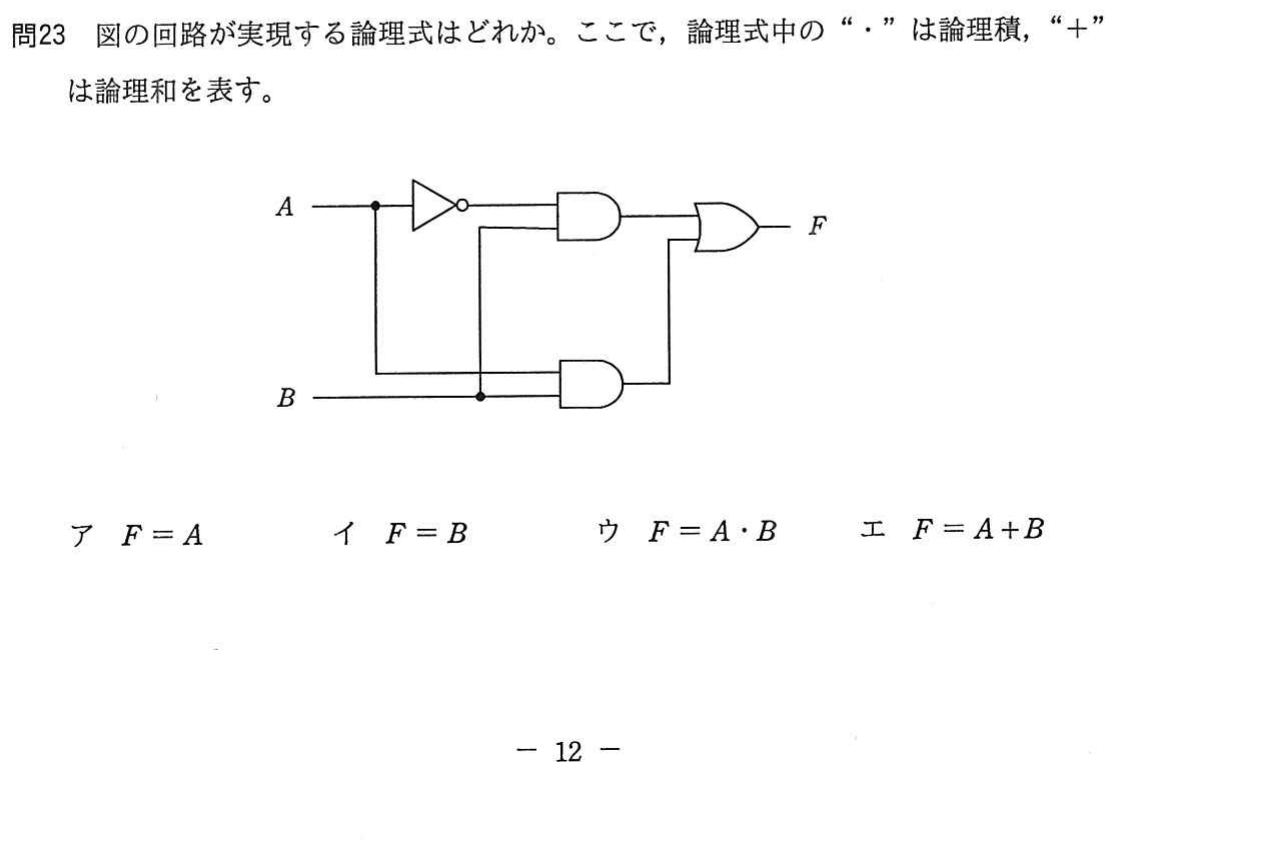 問23 図の回路が実現する論理式はどれか。ここで，論理式中の“・”は論理積，“＋”
は論理和を表す。
A
F
B
ア F = A イ F = B ウ F = A・B エ F = A+B
－ 12 －